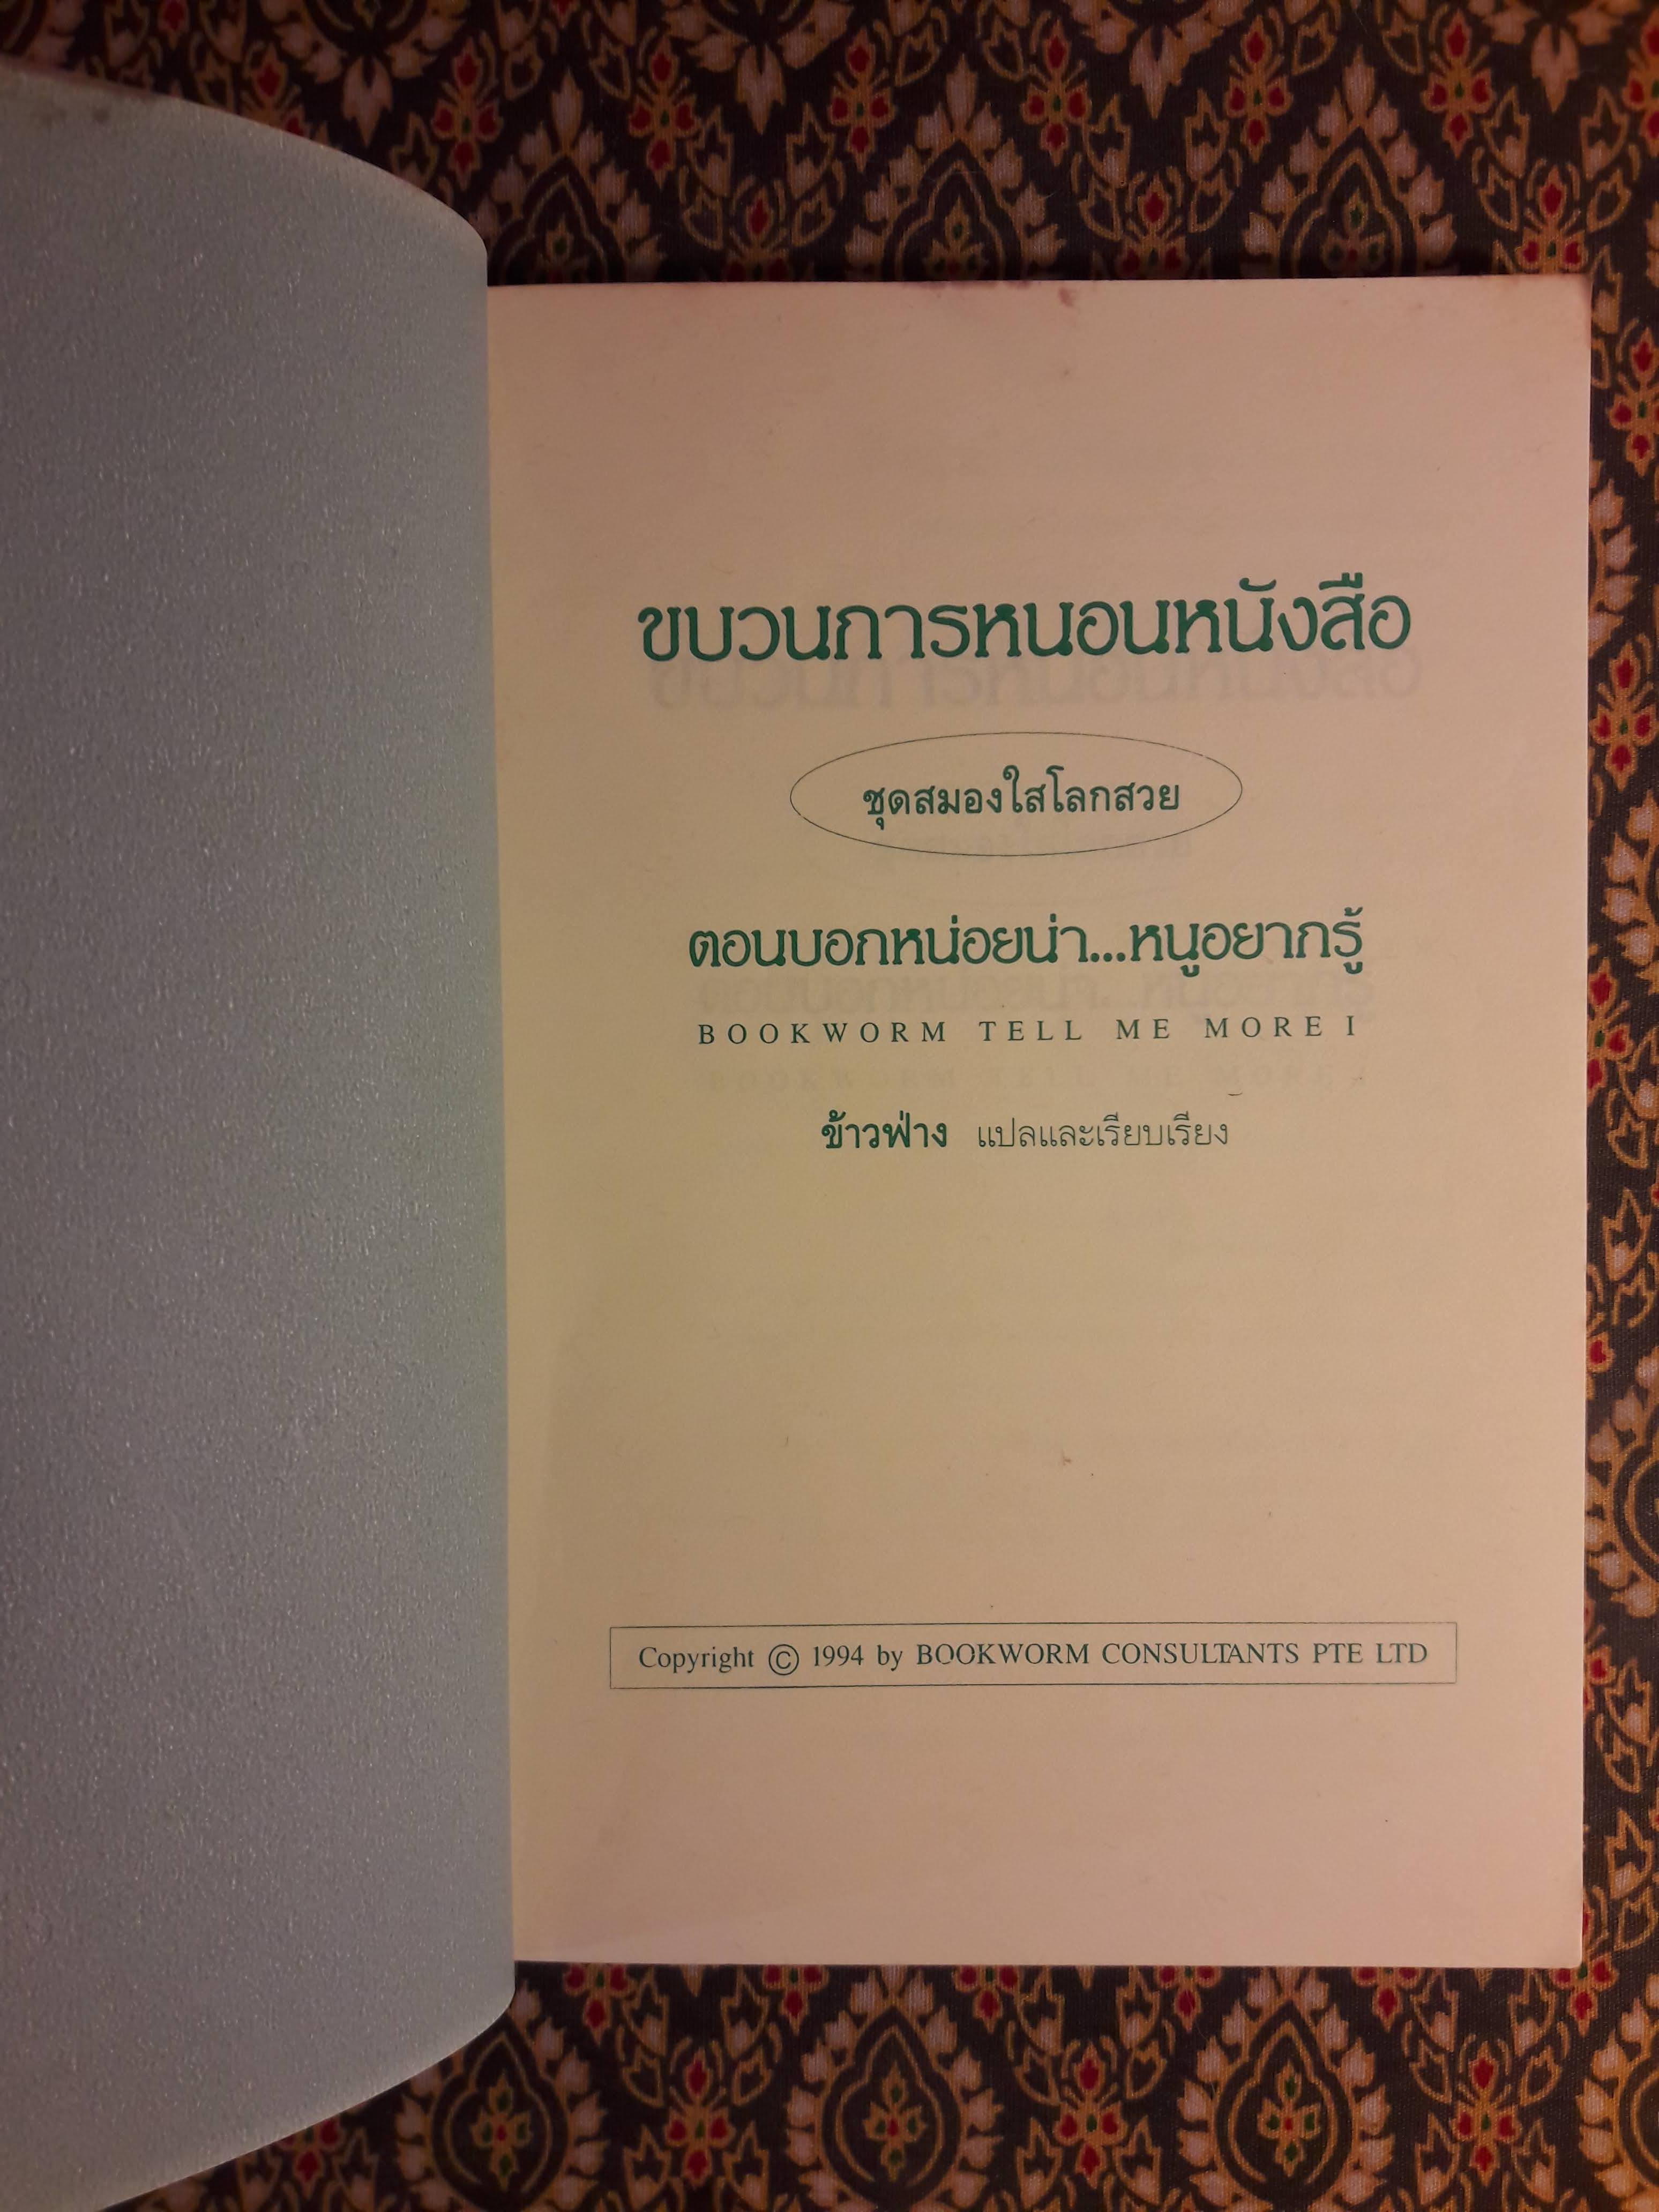 ขบวนการหนอนหนังสือ
ชุดสมองใสโลกสวย
ตอนบอกหน่อยน่า...หนูอยากรู้
BOOKWORM TELL ME MORE I
ข้าวฟ่าง แปลและเรียบเรียง
Copyright © 1994 by BOOKWORM CONSULTANTS PTE LTD